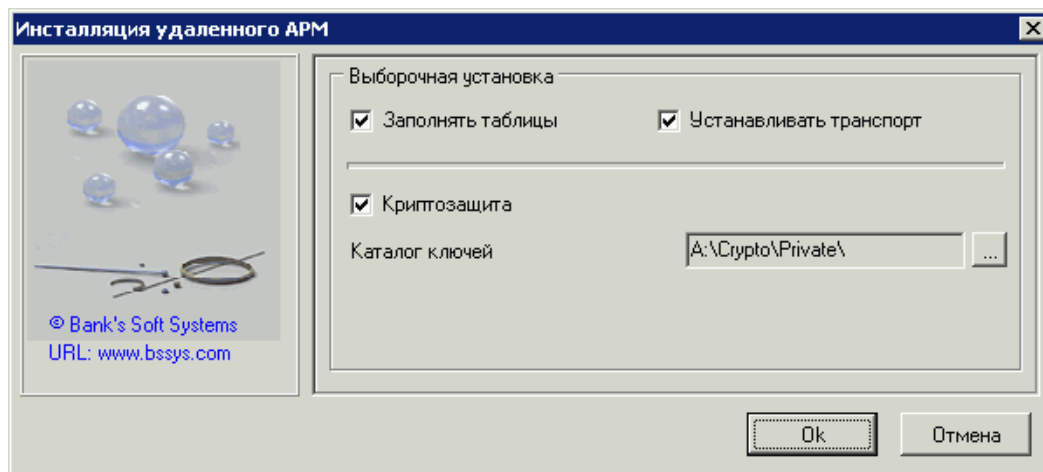 Инсталляция удаленного АРМ
Выборочная установка
Заполнять таблицы
Устанавливать транспорт
Криптозащита
Каталог ключей
A:\Crypto\Private\
...
© Bank's Soft Systems
URL: www.bssys.com
Ok
Отмена